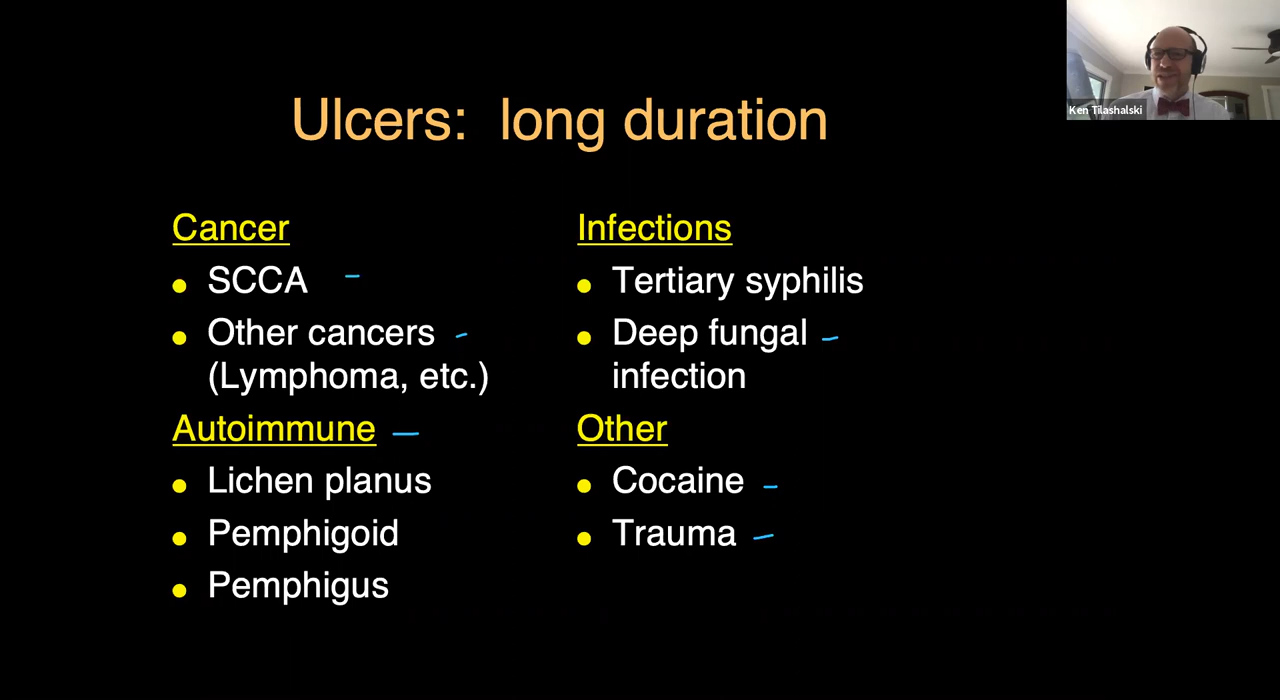 Ken Tilashalski
Ulcers: long duration
Cancer
• SCCA
• Other cancers
(Lymphoma, etc.)
Autoimmune
• Lichen planus
• Pemphigoid
• Pemphigus
Infections
• Tertiary syphilis
• Deep fungal
infection
Other
• Cocaine
• Trauma